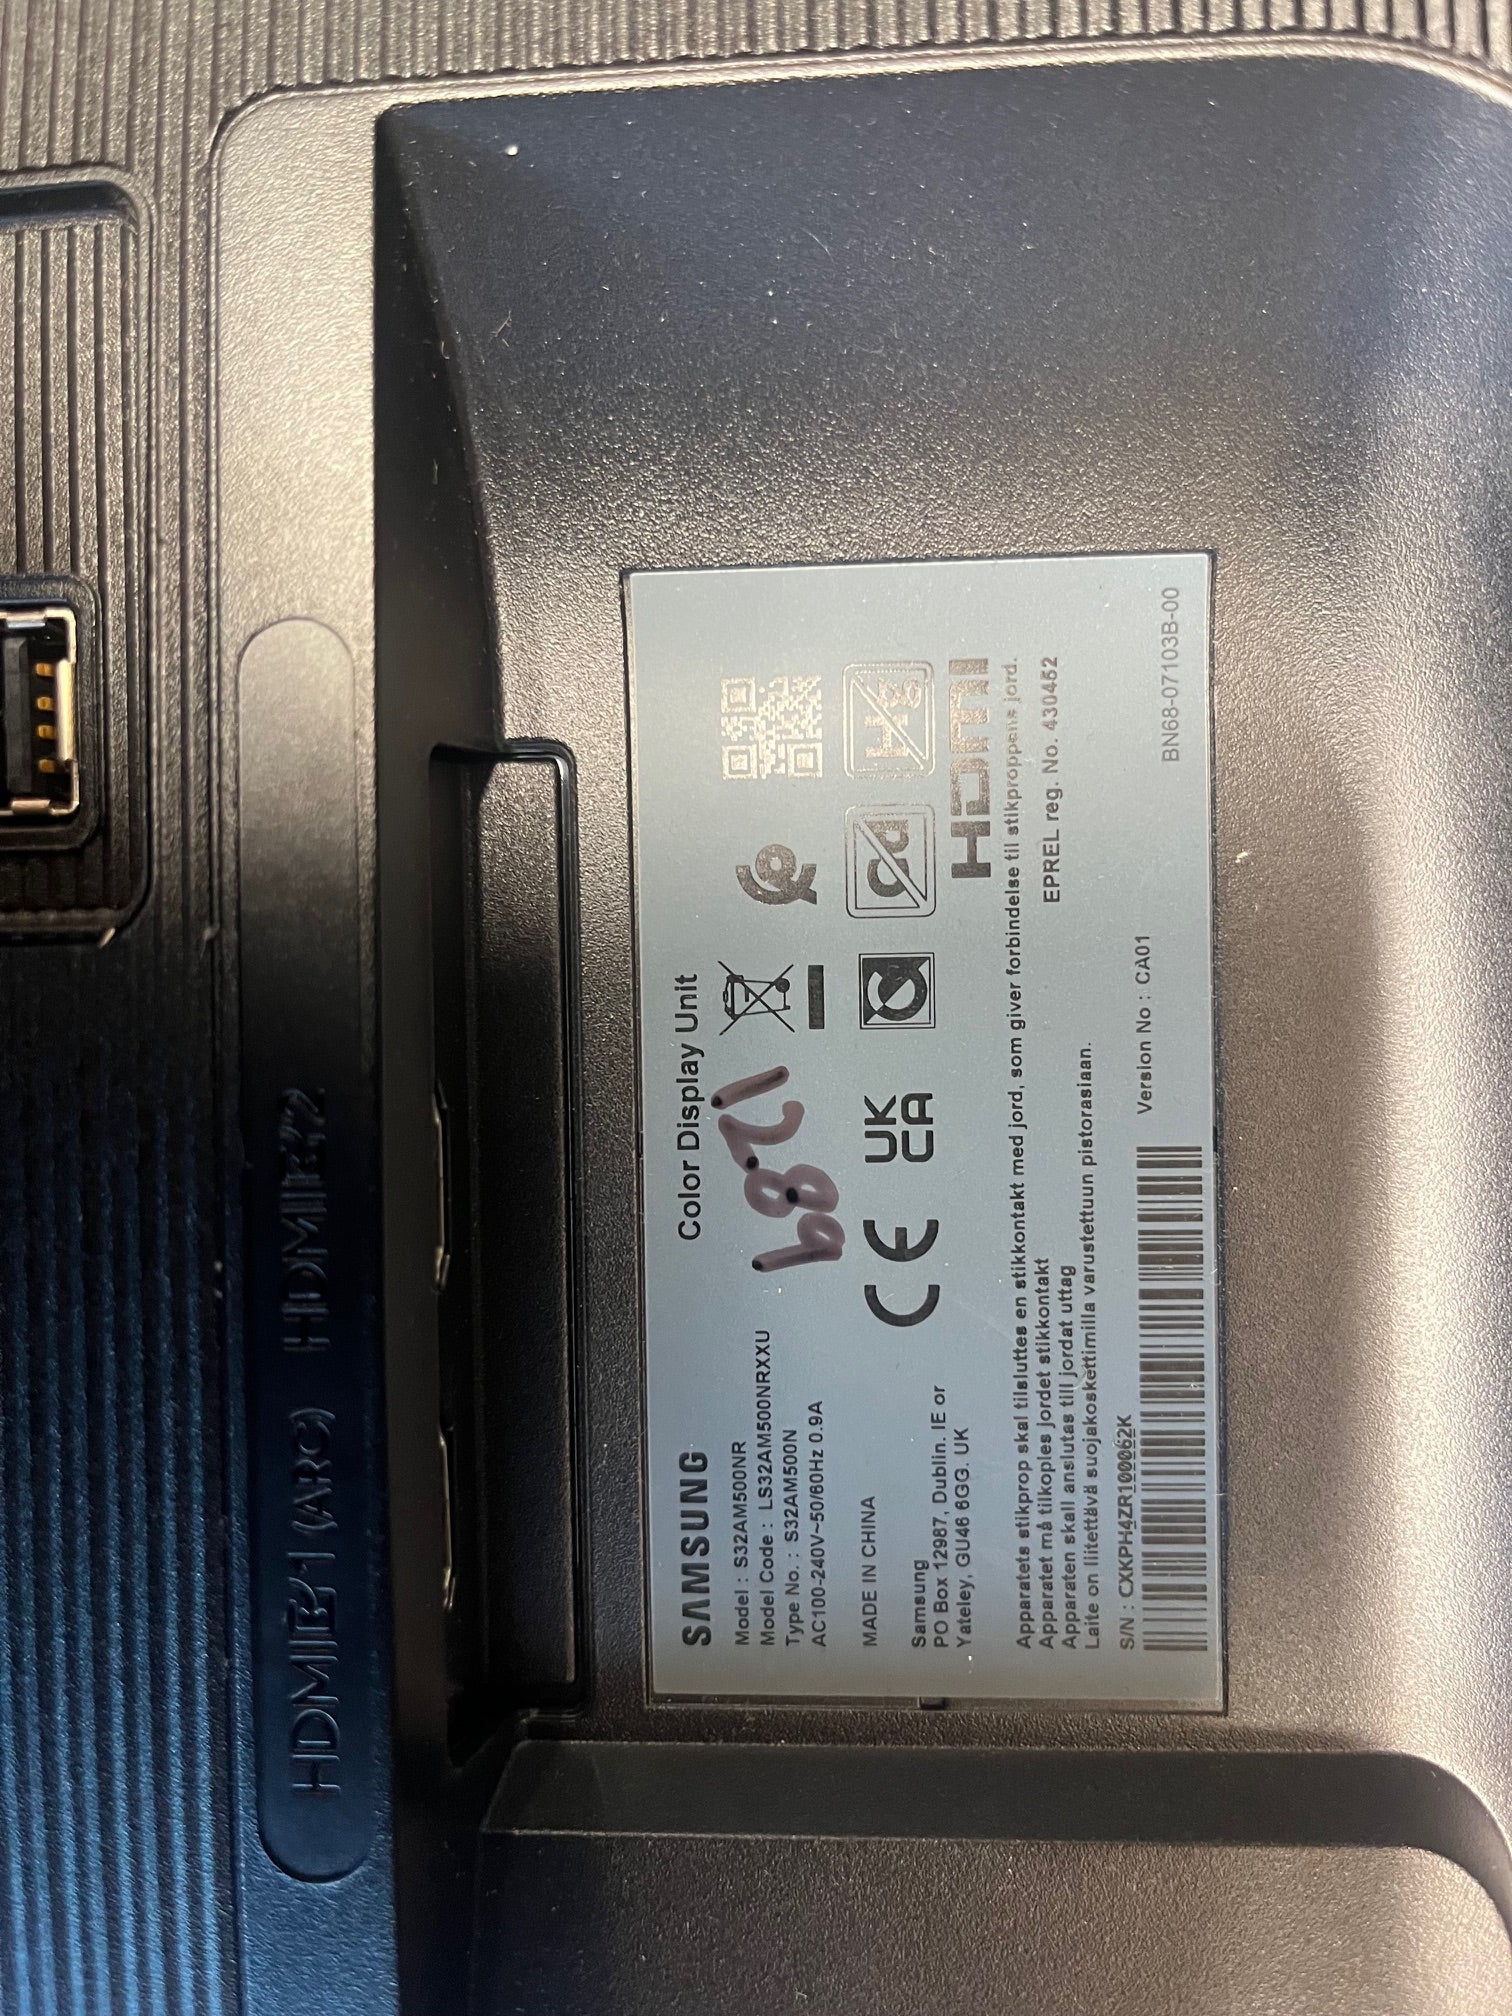 HDMI 1 (ARC) HDMI 2
SAMSUNG Color Display Unit
Model : S32AM500NR
Model Code : LS32AM500NRXXU
Type No. : S32AM500N
AC100-240V~50/60Hz 0.9A
MADE IN CHINA
CE UK CA
Cd Hg
Samsung
PO Box 12987, Dublin. IE or
Yateley, GU46 6GG. UK
HDMI
Apparatets stikprop skal tilsluttes en stikkontakt med jord, som giver forbindelse til stikproppens jord.
Apparatet må tilkoples jordet stikkontakt
Apparaten skall anslutas till jordat uttag
EPREL reg. No. 430452
Laite on liitettävä suojakoskettimilla varustettuun pistorasiaan.
S/N : CXKPH4ZR100062K
Version No : CA01
BN68-07103B-00